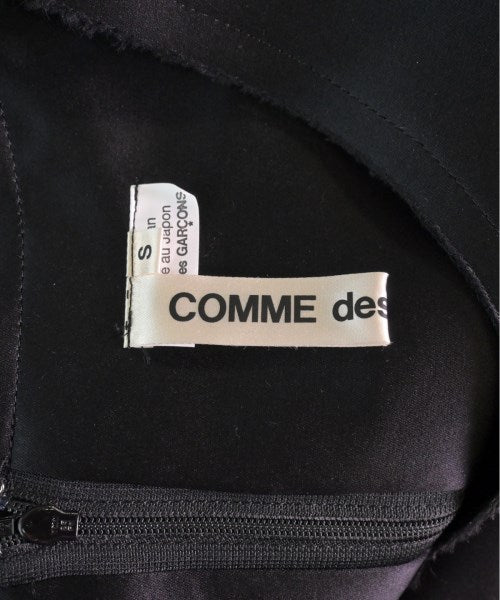 COMME des
S
in
e au Japon
es GARÇONS
*